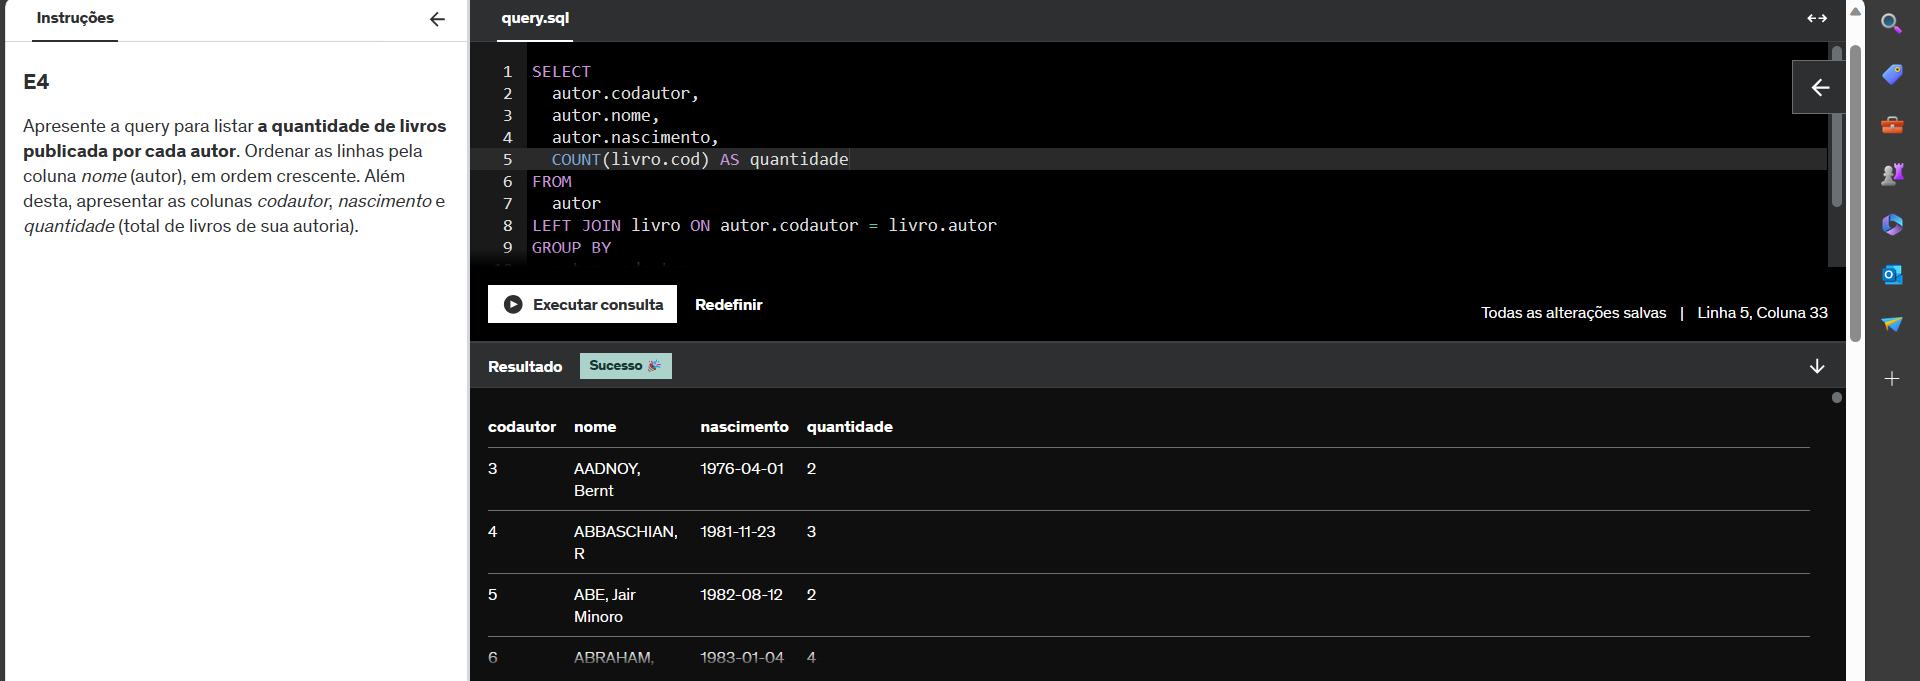 Instruções
E4
Apresente a query para listar a quantidade de livros
publicada por cada autor. Ordenar as linhas pela
coluna nome (autor), em ordem crescente. Além
desta, apresentar as colunas codautor, nascimento e
quantidade (total de livros de sua autoria).
query.sql
1 SELECT
2 autor.codautor,
3 autor.nome,
4 autor.nascimento,
5 COUNT(livro.cod) AS quantidade
6 FROM
7 autor
8 LEFT JOIN livro ON autor.codautor = livro.autor
9 GROUP BY
Executar consulta Redefinir
Todas as alterações salvas | Linha 5, Coluna 33
Resultado Sucesso 🎉
codautor nome nascimento quantidade
3 AADNOY, 1976-04-01 2
Bernt
4 ABBASCHIAN, 1981-11-23 3
R
5 ABE, Jair 1982-08-12 2
Minoro
6 ABRAHAM, 1983-01-04 4